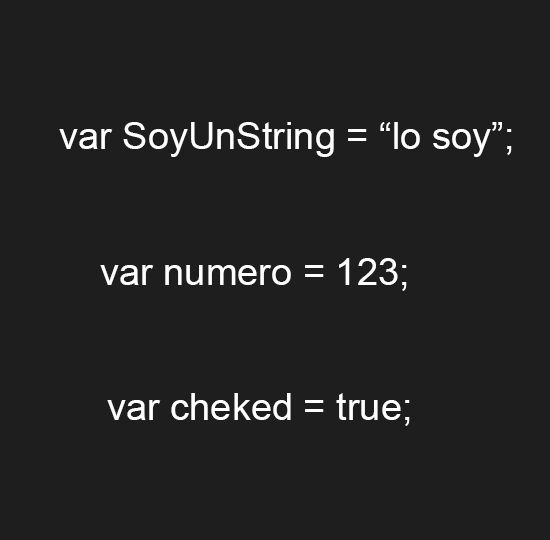 var SoyUnString = “lo soy”;
var numero = 123;
var cheked = true;